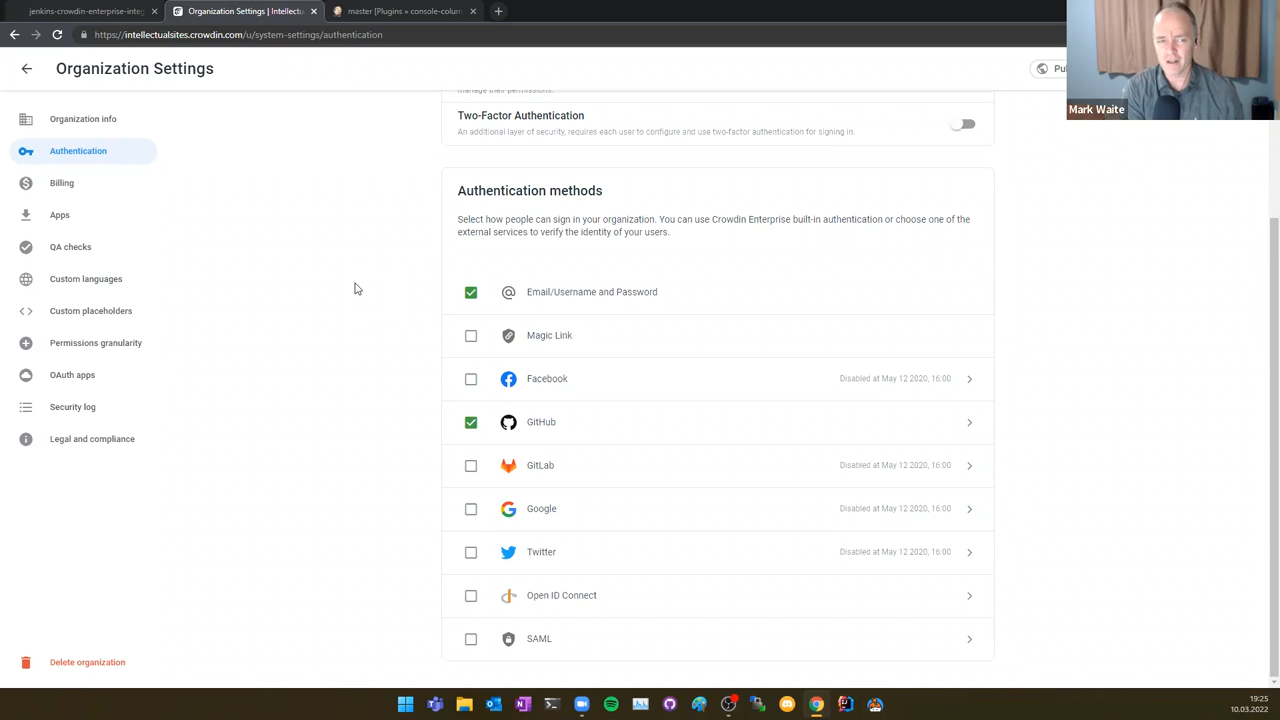 jenkins-crowdin-enterprise-integ
Organization Settings | Intellectu
master [Plugins » console-colum
https://intellectualsites.crowdin.com/u/system-settings/authentication
Organization Settings
Mark Waite
manage their permissions.
Organization info
Authentication
Billing
Apps
QA checks
Custom languages
Custom placeholders
Permissions granularity
OAuth apps
Security log
Legal and compliance
Delete organization
Two-Factor Authentication
An additional layer of security, requires each user to configure and use two-factor authentication for signing in.
Authentication methods
Select how people can sign in your organization. You can use Crowdin Enterprise built-in authentication or choose one of the
external services to verify the identity of your users.
Email/Username and Password
Magic Link
Facebook Disabled at May 12 2020, 16:00
GitHub
GitLab Disabled at May 12 2020, 16:00
Google Disabled at May 12 2020, 16:00
Twitter Disabled at May 12 2020, 16:00
Open ID Connect
SAML
19:25
10.03.2022